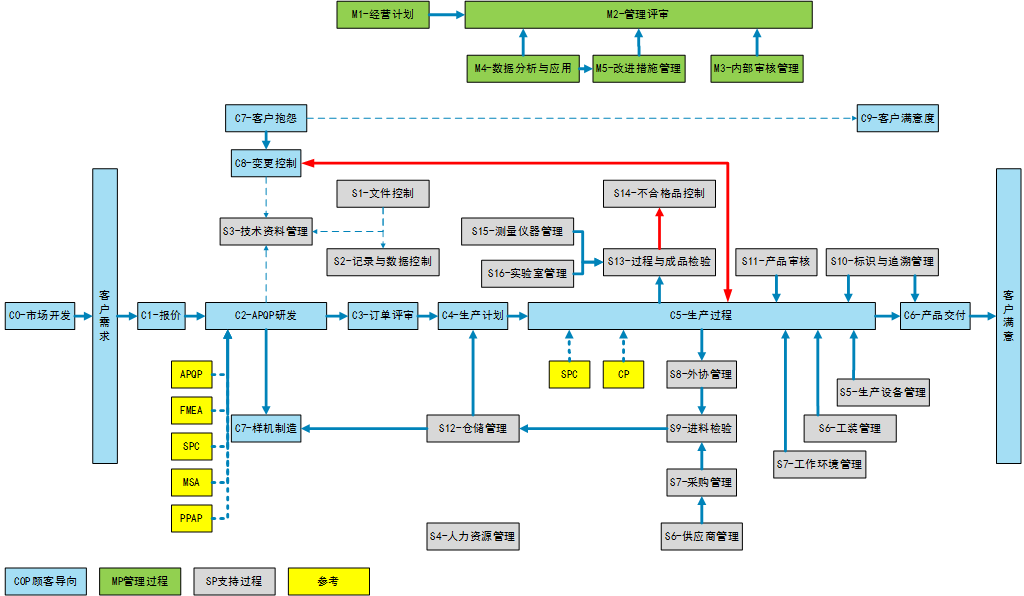 M1-经营计划
M2-管理评审
M4-数据分析与应用
M5-改进措施管理
M3-内部审核管理
C7-客户抱怨
C9-客户满意度
C8-变更控制
S1-文件控制
S14-不合格品控制
S3-技术资料管理
S15-测量仪器管理
S2-记录与数据控制
S16-实验室管理
S13-过程与成品检验
S11-产品审核
S10-标识与追溯管理
C0-市场开发
客户需求
C1-报价
C2-APQP研发
C3-订单评审
C4-生产计划
C5-生产过程
C6-产品交付
客户满意
APQP
SPC
CP
S8-外协管理
S5-生产设备管理
FMEA
C7-样机制造
S12-仓储管理
S9-进料检验
S6-工装管理
SPC
S7-工作环境管理
MSA
S7-采购管理
PPAP
S4-人力资源管理
S6-供应商管理
COP顾客导向
MP管理过程
SP支持过程
参考